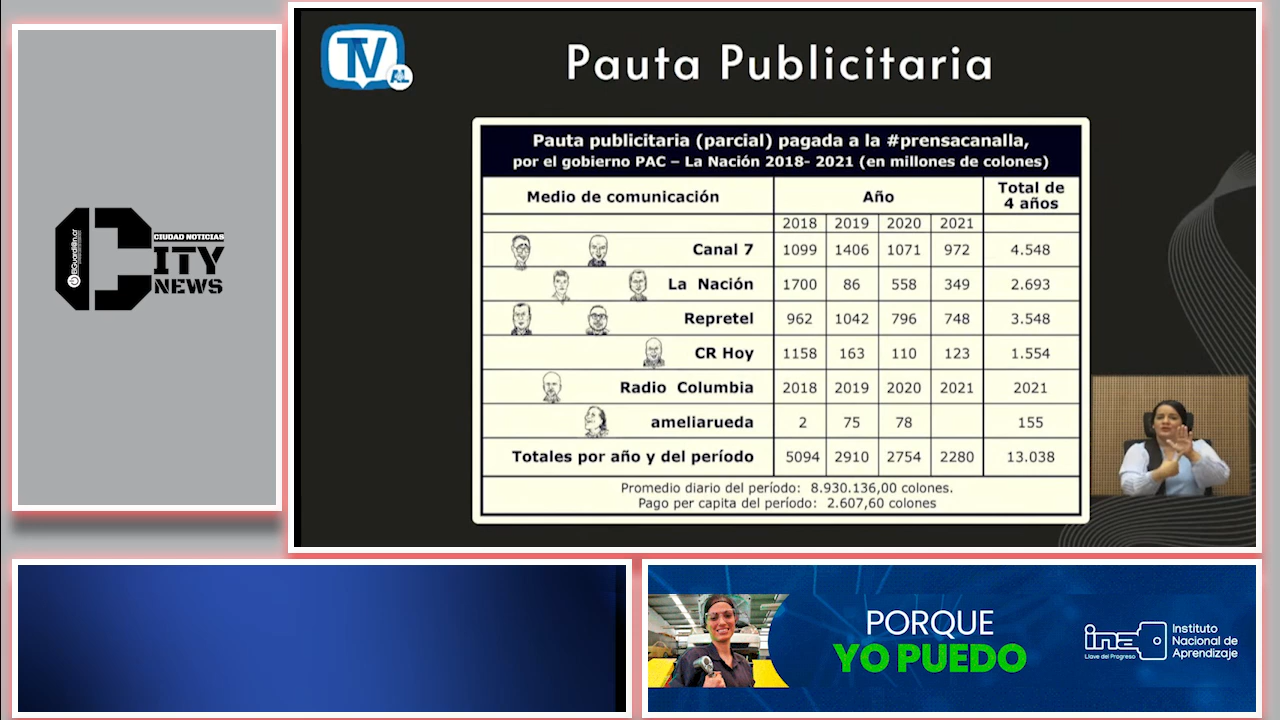 TV
AL
Pauta Publicitaria
Pauta publicitaria (parcial) pagada a la #prensacanalla,
por el gobierno PAC – La Nación 2018- 2021 (en millones de colones)
Medio de comunicación Año Total de 4 años
2018 2019 2020 2021
Canal 7 1099 1406 1071 972 4.548
La Nación 1700 86 558 349 2.693
Repretel 962 1042 796 748 3.548
CR Hoy 1158 163 110 123 1.554
Radio Columbia 2018 2019 2020 2021 2021
ameliarueda 2 75 78 155
Totales por año y del período 5094 2910 2754 2280 13.038
Promedio diario del período: 8.930.136,00 colones.
Pago per capita del período: 2.607,60 colones
CIUDAD NOTICIAS
CITY
NEWS
ElGuardian.cr
PORQUE
YO PUEDO
ina
Llave del Progreso
Instituto
Nacional de
Aprendizaje